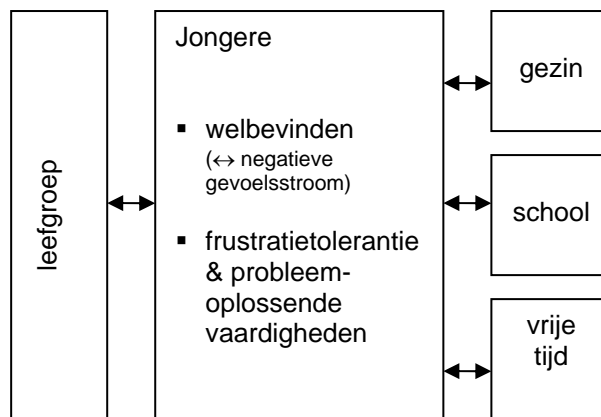 leefgroep
Jongere
▪ welbevinden
(↔ negatieve
gevoelsstroom)
▪ frustratietolerantie
& probleem-
oplossende
vaardigheden
gezin
school
vrije
tijd